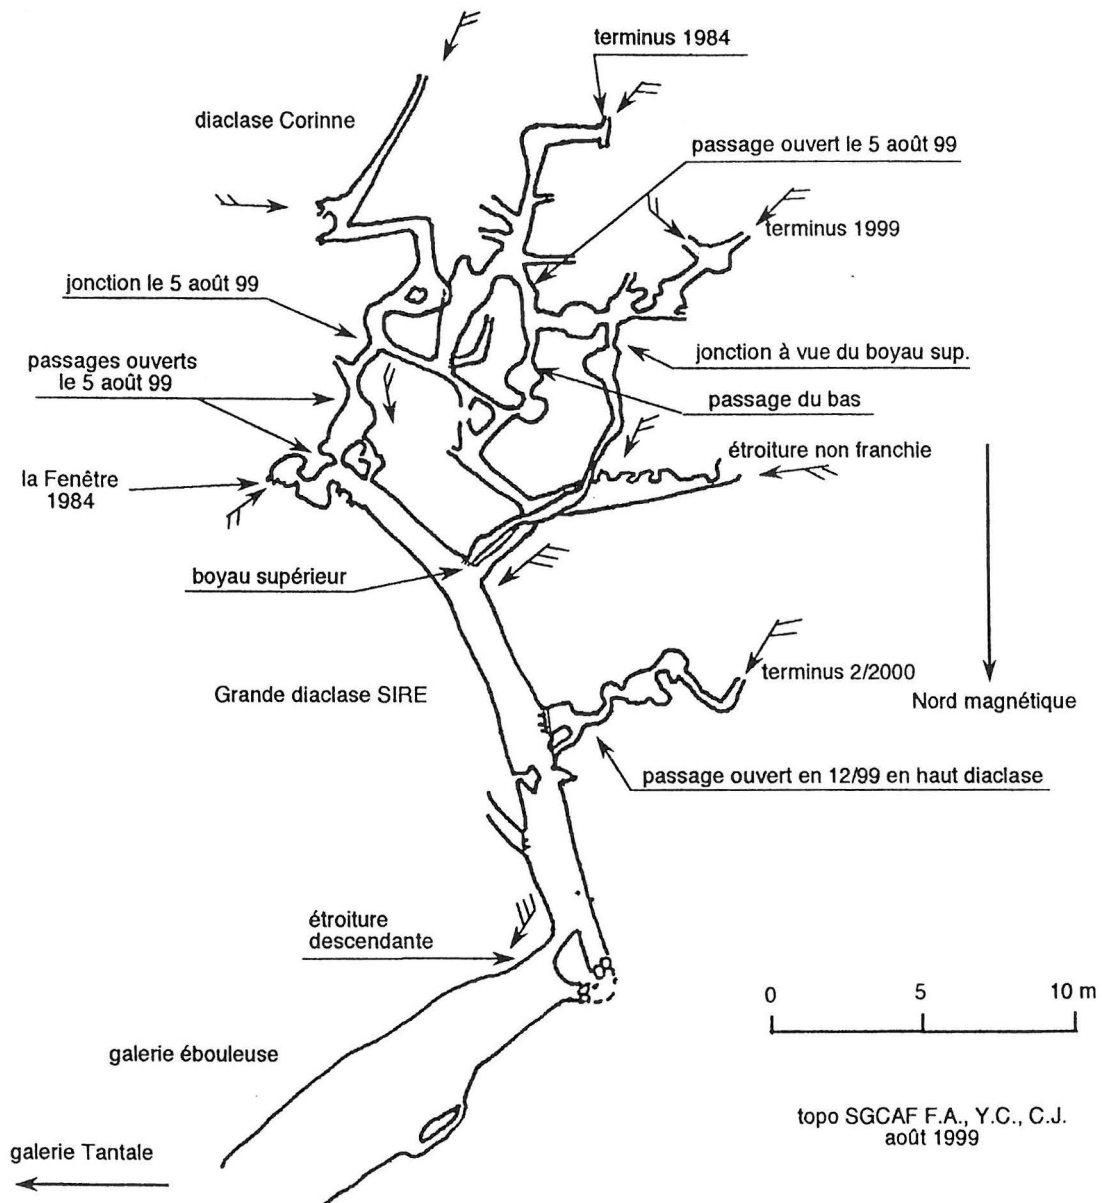 terminus 1984
diaclase Corinne
passage ouvert le 5 août 99
terminus 1999
jonction le 5 août 99
passages ouverts
le 5 août 99
jonction à vue du boyau sup.
passage du bas
étroiture non franchie
la Fenêtre
1984
boyau supérieur
terminus 2/2000
Grande diaclase SIRE
Nord magnétique
passage ouvert en 12/99 en haut diaclase
étroiture
descendante
0 5 10 m
galerie ébouleuse
topo SGCAF F.A., Y.C., C.J.
août 1999
galerie Tantale